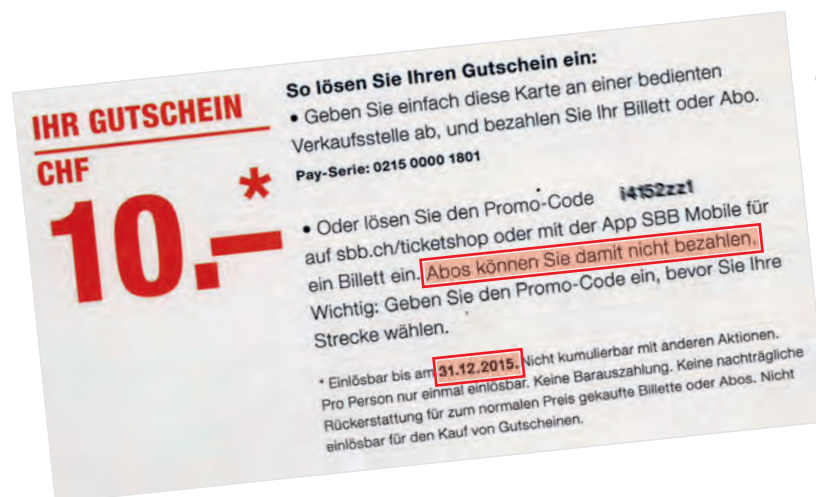 IHR GUTSCHEIN
CHF
10.–*
So lösen Sie Ihren Gutschein ein:
• Geben Sie einfach diese Karte an einer bedienten
Verkaufsstelle ab, und bezahlen Sie Ihr Billett oder Abo.
Pay-Serie: 0215 0000 1801
• Oder lösen Sie den Promo-Code i4152zz1
auf sbb.ch/ticketshop oder mit der App SBB Mobile für
ein Billett ein. Abos können Sie damit nicht bezahlen.
Wichtig: Geben Sie den Promo-Code ein, bevor Sie Ihre
Strecke wählen.
* Einlösbar bis am 31.12.2015. Nicht kumulierbar mit anderen Aktionen.
Pro Person nur einmal einlösbar. Keine Barauszahlung. Keine nachträgliche
Rückerstattung für zum normalen Preis gekaufte Billette oder Abos. Nicht
einlösbar für den Kauf von Gutscheinen.